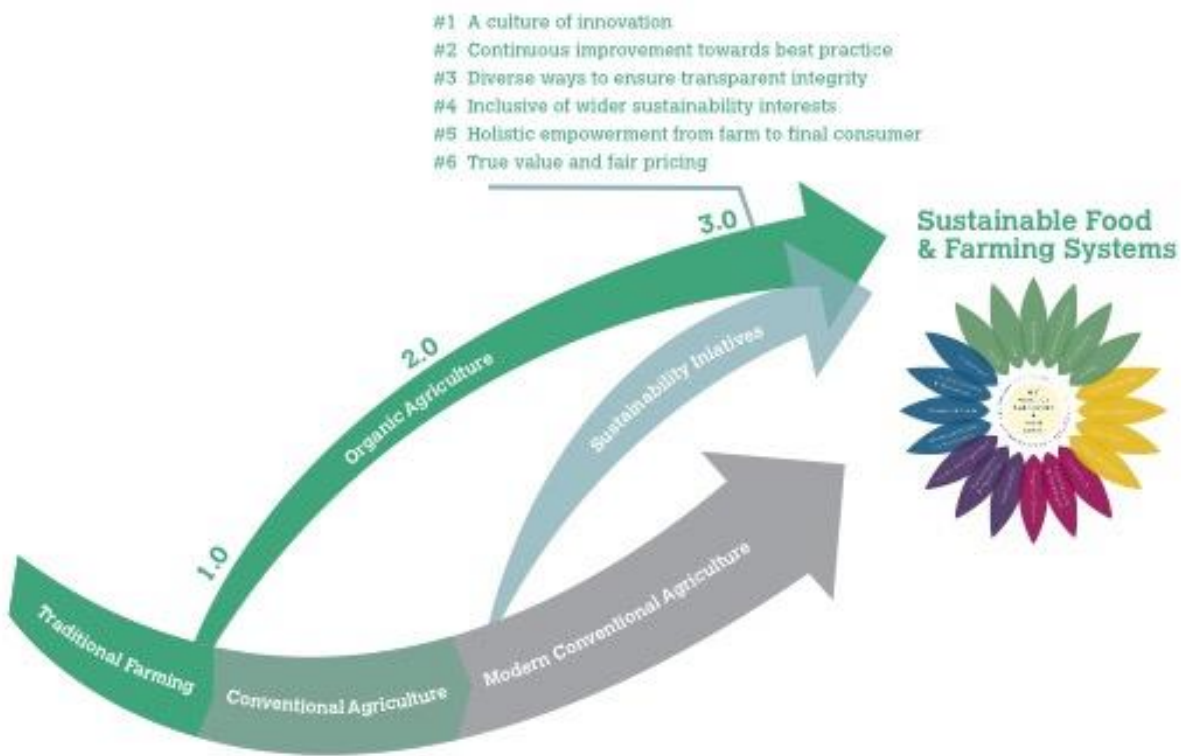 #1 A culture of innovation
#2 Continuous improvement towards best practice
#3 Diverse ways to ensure transparent integrity
#4 Inclusive of wider sustainability interests
#5 Holistic empowerment from farm to final consumer
#6 True value and fair pricing
3.0
Sustainable Food
& Farming Systems
2.0
Organic Agriculture
Sustainability Iniatives
1.0
Traditional Farming
Conventional Agriculture
Modern Conventional Agriculture